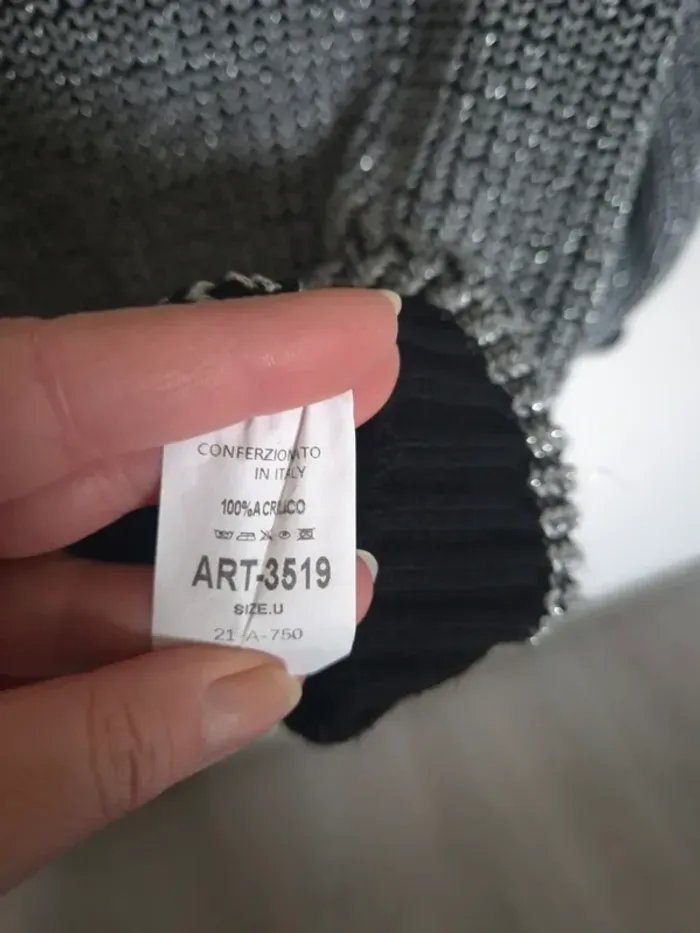 CONFERZIONATO
IN ITALY
100%ACRILICO
ART-3519
SIZE.U
21-A-750